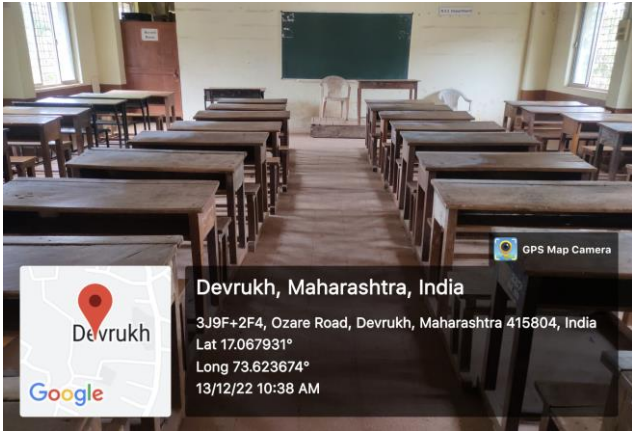 GPS Map Camera
Devrukh, Maharashtra, India
3J9F+2F4, Ozare Road, Devrukh, Maharashtra 415804, India
Lat 17.067931°
Long 73.623674°
13/12/22 10:38 AM
Devrukh
Google